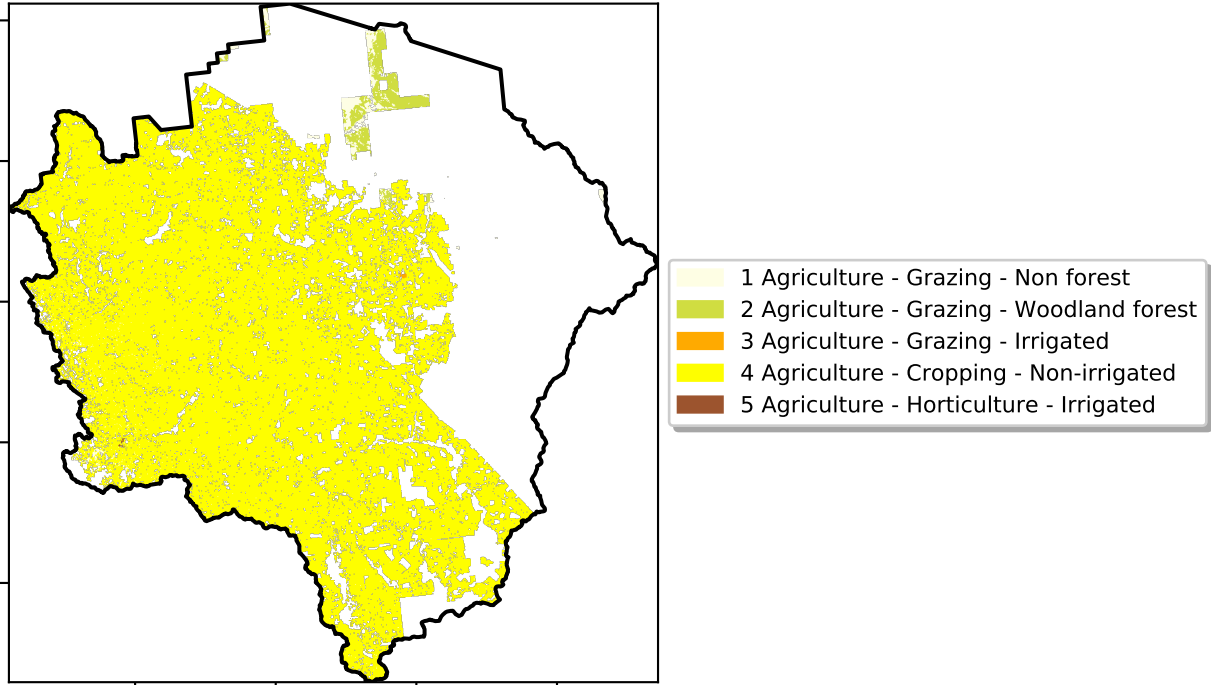 1 Agriculture - Grazing - Non forest
2 Agriculture - Grazing - Woodland forest
3 Agriculture - Grazing - Irrigated
4 Agriculture - Cropping - Non-irrigated
5 Agriculture - Horticulture - Irrigated